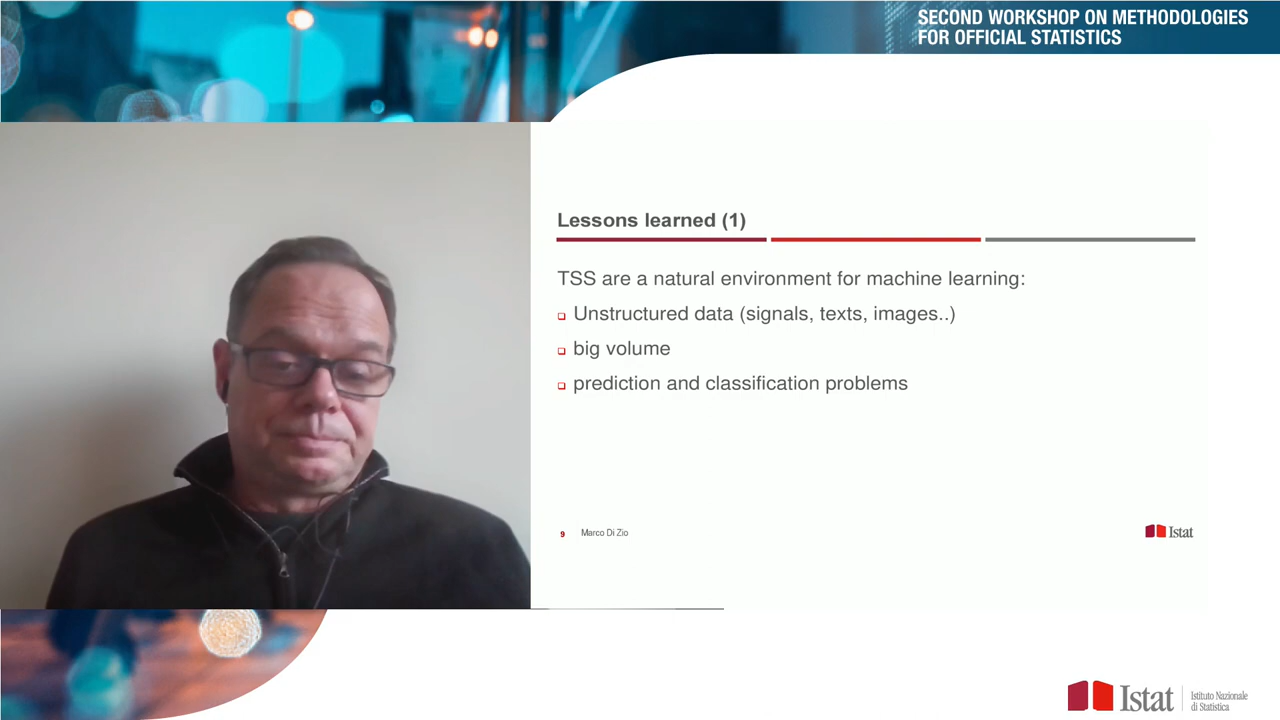 SECOND WORKSHOP ON METHODOLOGIES
FOR OFFICIAL STATISTICS
Lessons learned (1)
TSS are a natural environment for machine learning:
Unstructured data (signals, texts, images..)
big volume
prediction and classification problems
9 Marco Di Zio
Istat
Istat
Istituto Nazionale
di Statistica